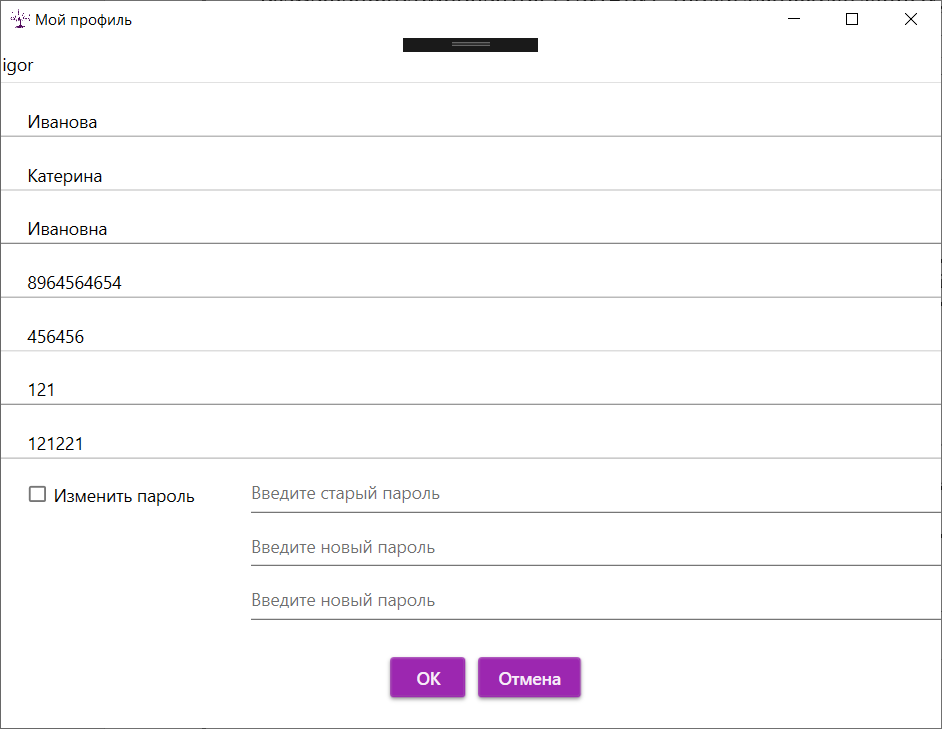 Мой профиль
igor
Иванова
Катерина
Ивановна
8964564654
456456
121
121221
Изменить пароль
Введите старый пароль
Введите новый пароль
Введите новый пароль
OK
Отмена